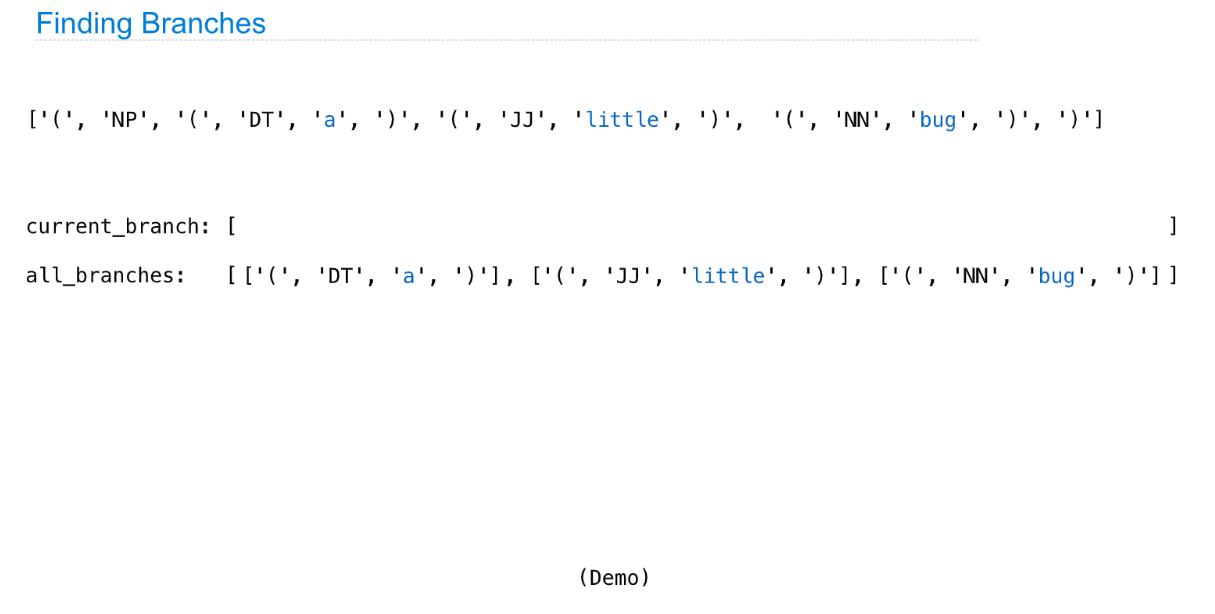 Finding Branches
['(', 'NP', '(', 'DT', 'a', ')', '(', 'JJ', 'little', ')',  '(', 'NN', 'bug', ')', ')']
current_branch: [ ]
all_branches: [ ['(', 'DT', 'a', ')'], ['(', 'JJ', 'little', ')'], ['(', 'NN', 'bug', ')'] ]
(Demo)